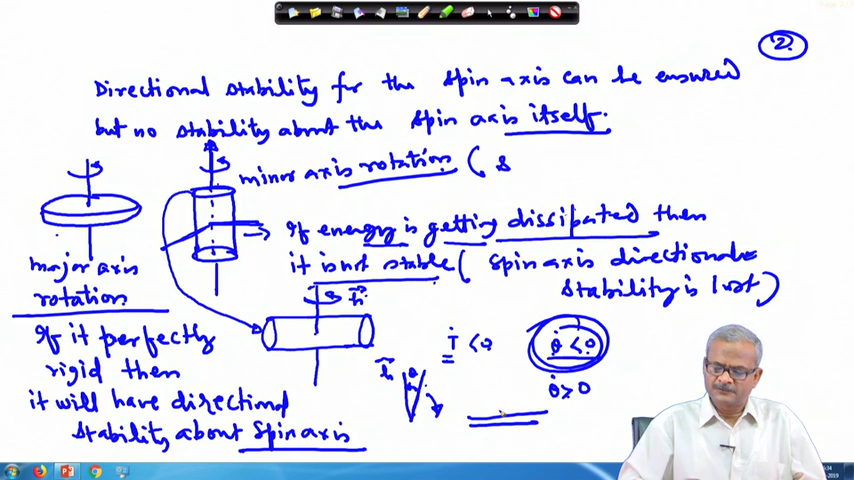 2.
Directional stability for the spin axis can be ensured
but no stability about the spin axis itself.
minor axis rotation ( s
If energy is getting dissipated then
it is not stable ( spin axis directional
stability is lost )
major axis
rotation
h
If it perfectly
rigid then
it will have directional
stability about spin axis
Ṫ < 0
θ̇ < 0
θ̇ > 0
h θ